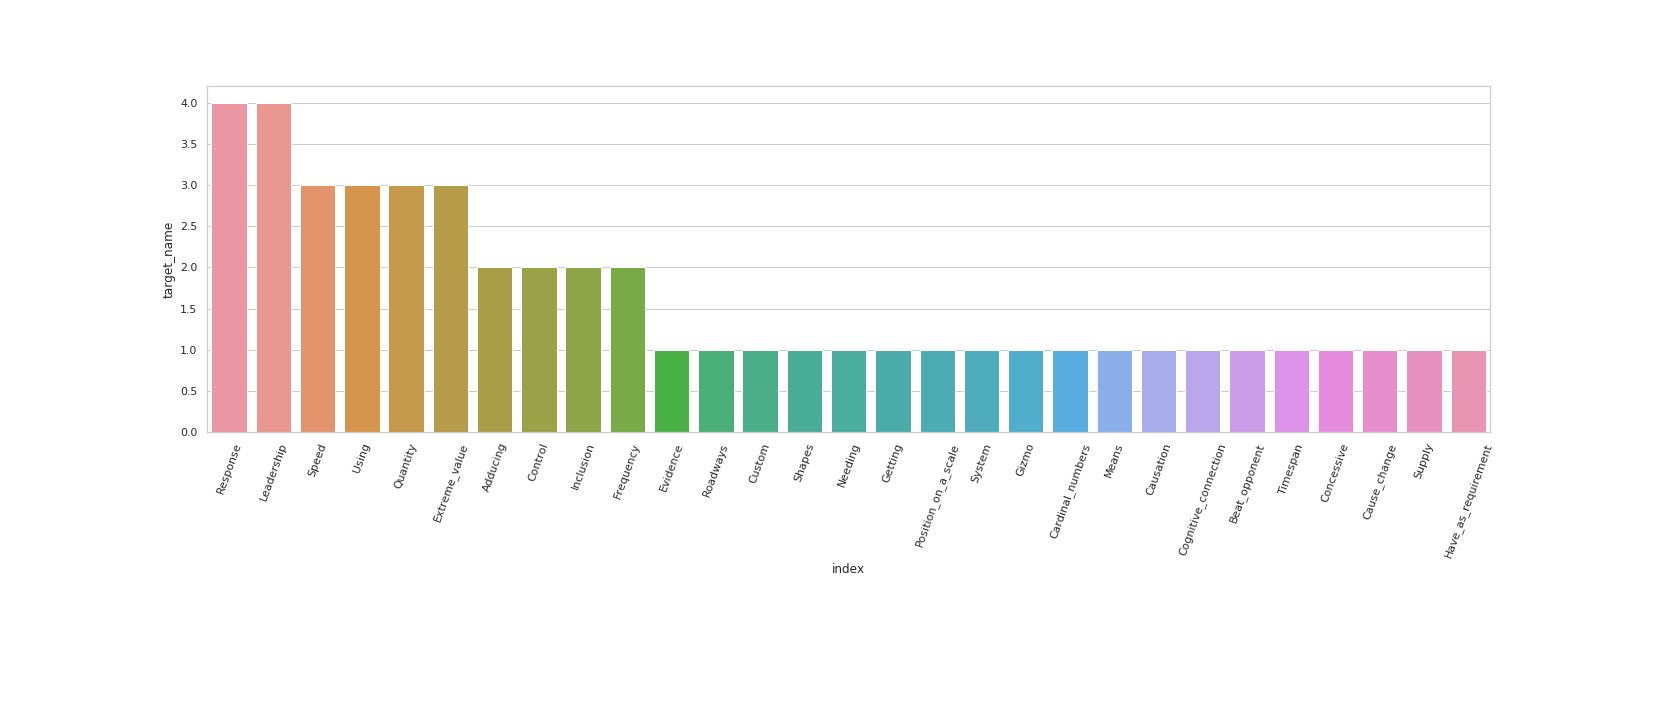 4.0
3.5
3.0
2.5
2.0
1.5
1.0
0.5
0.0
target_name
Response
Leadership
Speed
Using
Quantity
Extreme_value
Adducing
Control
Inclusion
Frequency
Evidence
Roadways
Custom
Shapes
Needing
Getting
Position_on_a_scale
System
Gizmo
Cardinal_numbers
Means
Causation
Cognitive_connection
Beat_opponent
Timespan
Concessive
Cause_change
Supply
Have_as_requirement
index